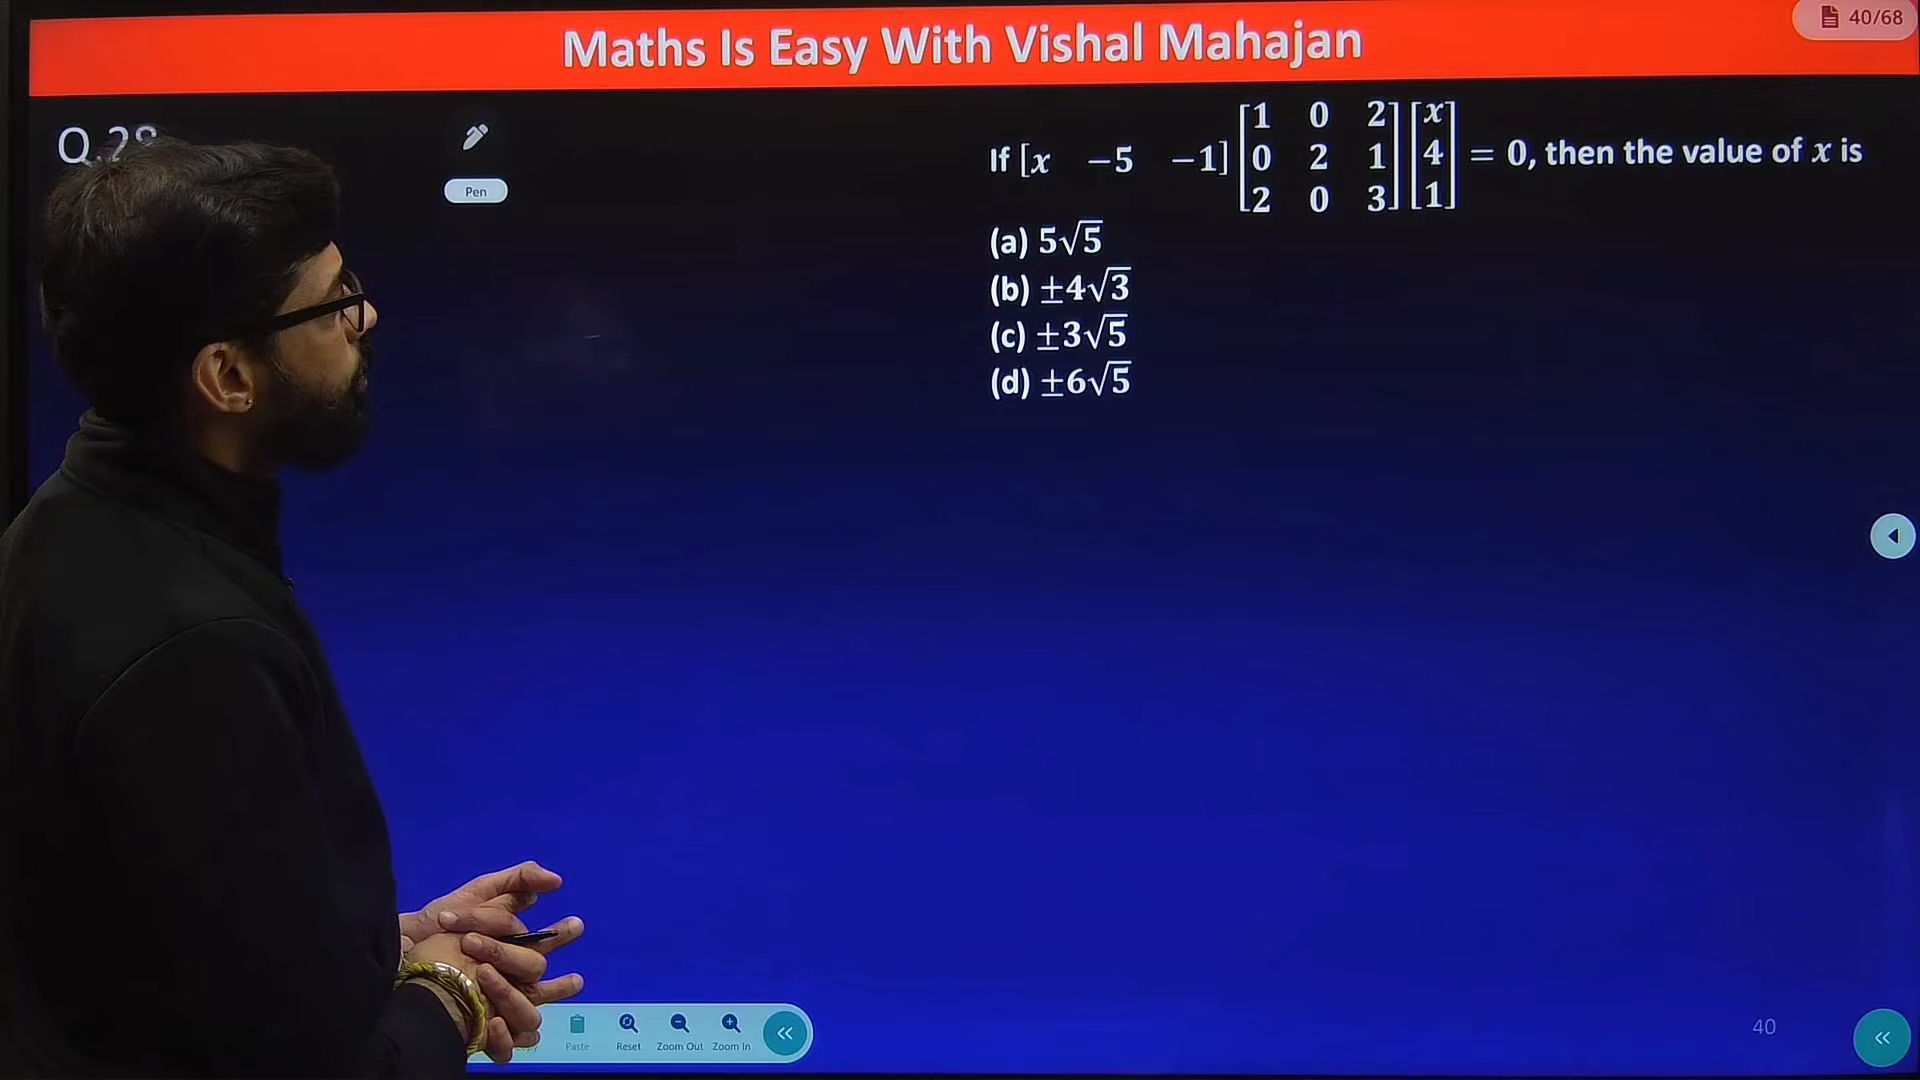 40/68
Maths Is Easy With Vishal Mahajan
Q.28
Pen
If [x −5 −1] [1 0 2; 0 2 1; 2 0 3] [x; 4; 1] = 0, then the value of x is
(a) 5√5
(b) ±4√3
(c) ±3√5
(d) ±6√5
Paste Reset Zoom Out Zoom In
40